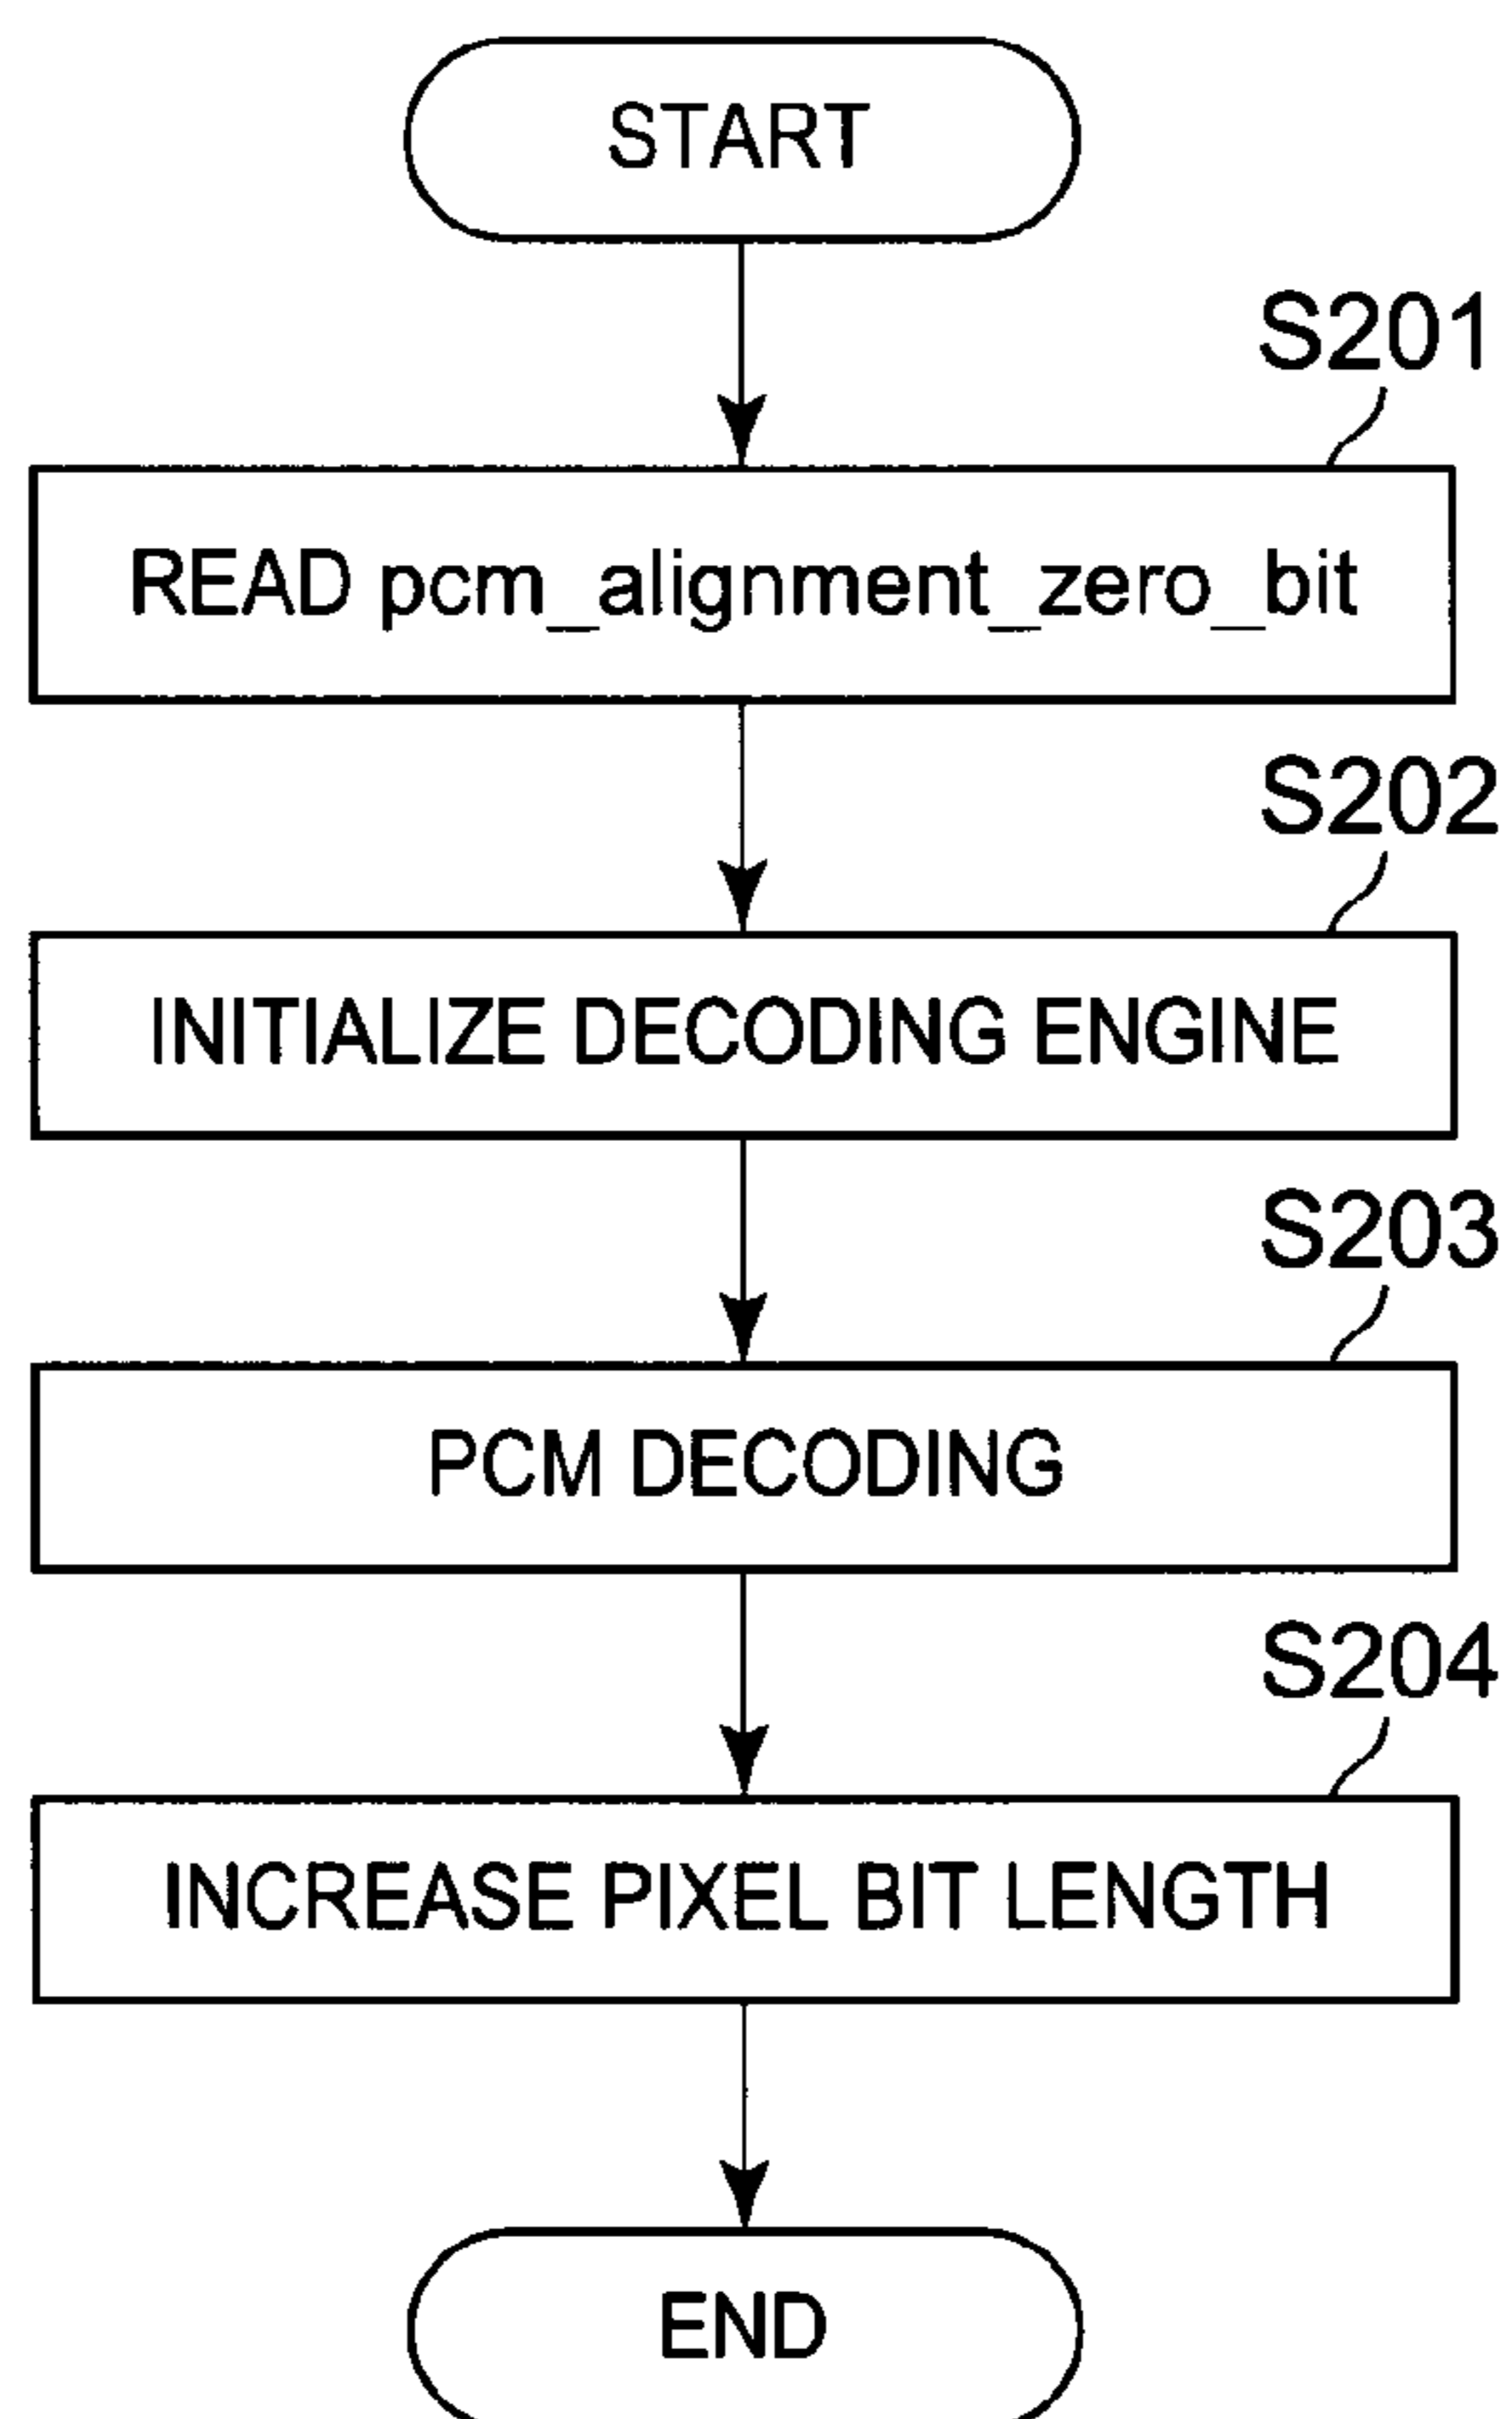 START
S201
READ pcm_alignment_zero_bit
S202
INITIALIZE DECODING ENGINE
S203
PCM DECODING
S204
INCREASE PIXEL BIT LENGTH
END